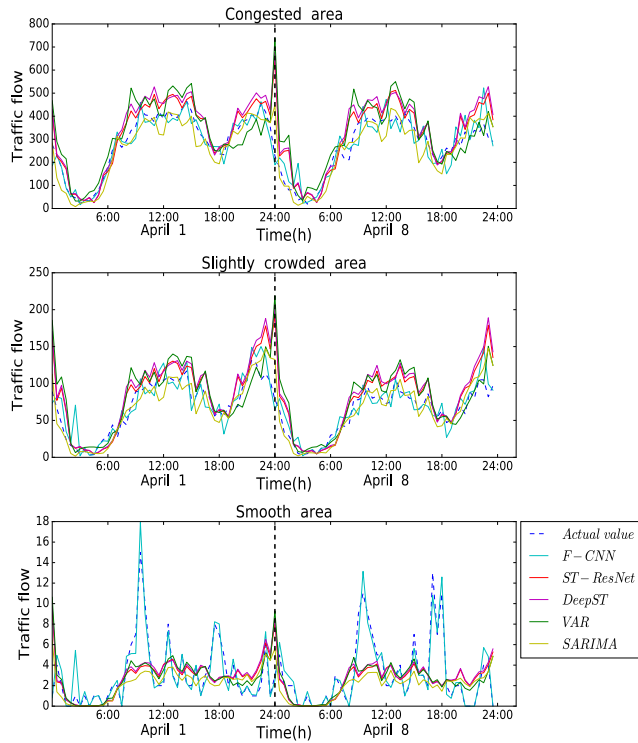 Congested area
800
700
600
500
400
300
200
100
0
Traffic flow
6:00 12:00 18:00 24:00 6:00 12:00 18:00 24:00
April 1 Time(h) April 8
Slightly crowded area
250
200
150
100
50
0
Traffic flow
6:00 12:00 18:00 24:00 6:00 12:00 18:00 24:00
April 1 Time(h) April 8
Smooth area
18
16
14
12
10
8
6
4
2
0
Traffic flow
6:00 12:00 18:00 24:00 6:00 12:00 18:00 24:00
April 1 Time(h) April 8
Actual value
F-CNN
ST-ResNet
DeepST
VAR
SARIMA